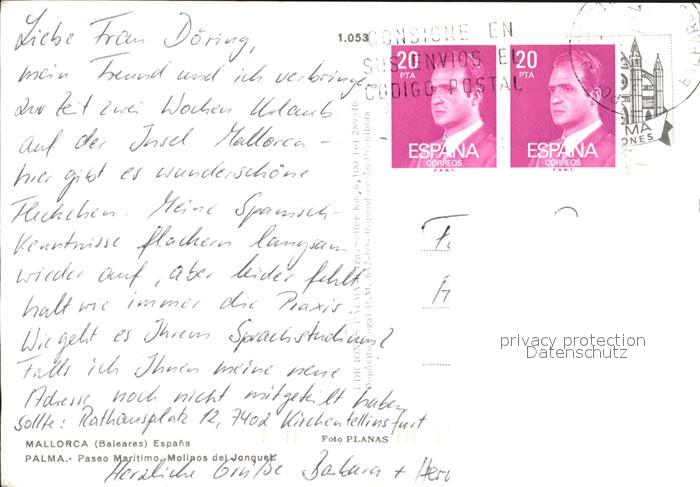 Liebe Frau Döring,
mein Freund und ich verbringen
zur Zeit zwei Wochen Urlaub
auf der Insel Mallorca –
hier gibt es wunderschöne
Fleckchen. Meine Spanisch-
Kenntnisse flackern langsam
wieder auf, aber leider fehlt
halt wie immer die Praxis.
Wie geht es Ihrem Sprachstudium?
Falls ich Ihnen meine neue
Adresse noch nicht mitgeteilt haben
sollte: Rathausplatz 12, 7402 Kirchentellinsfurt
MALLORCA (Baleares) España
PALMA.- Paseo Marítimo, Molinos del Jonquet.
Foto PLANAS
Herzliche Grüße Barbara +
1.053
CONSIGNE EN
SUS ENVIOS EL
CODIGO POSTAL
20
PTA
ESPAÑA
CORREOS
F.N.M.T.
20
PTA
ESPAÑA
CORREOS
F.N.M.T.
privacy protection
Datenschutz